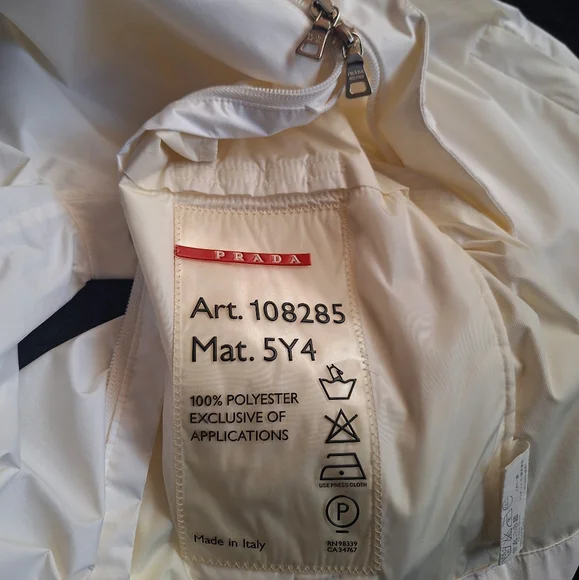 PRADA
Art. 108285
Mat. 5Y4
100% POLYESTER
EXCLUSIVE OF
APPLICATIONS
USE PRESS CLOTH
P
Made in Italy
RN 98339
CA 34767